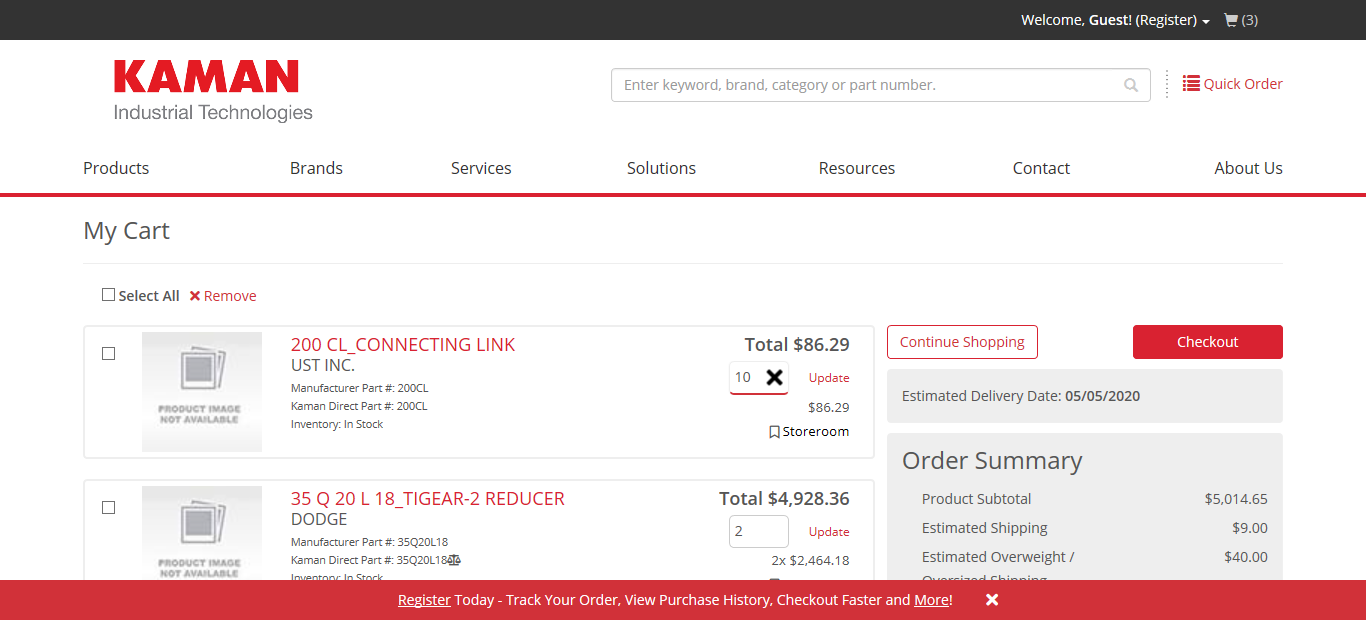 Welcome, Guest! (Register) (3)
KAMAN
Industrial Technologies
Enter keyword, brand, category or part number.
Quick Order
Products Brands Services Solutions Resources Contact About Us
My Cart
Select All Remove
PRODUCT IMAGE
NOT AVAILABLE
200 CL_CONNECTING LINK
UST INC.
Manufacturer Part #: 200CL
Kaman Direct Part #: 200CL
Inventory: In Stock
Total $86.29
10 Update
$86.29
Storeroom
PRODUCT IMAGE
NOT AVAILABLE
35 Q 20 L 18_TIGEAR-2 REDUCER
DODGE
Manufacturer Part #: 35Q20L18
Kaman Direct Part #: 35Q20L18
Inventory: In Stock
Total $4,928.36
2 Update
2x $2,464.18
Continue Shopping
Checkout
Estimated Delivery Date: 05/05/2020
Order Summary
Product Subtotal $5,014.65
Estimated Shipping $9.00
Estimated Overweight / $40.00
Oversized Shipping
Register Today - Track Your Order, View Purchase History, Checkout Faster and More!